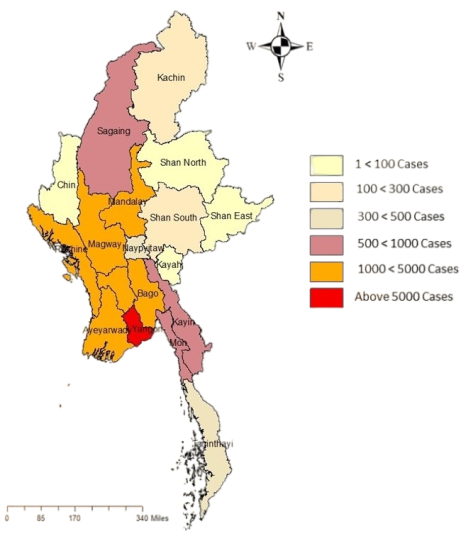 N
W E
S
Kachin
Sagaing
Shan North
Chin
Mandalay
Shan South
Shan East
Magway
Naypyitaw
Kayah
Bago
Ayeyarwady
Yangon
Kayin
Mon
1 < 100 Cases
100 < 300 Cases
300 < 500 Cases
500 < 1000 Cases
1000 < 5000 Cases
Above 5000 Cases
0 85 170 340 Miles